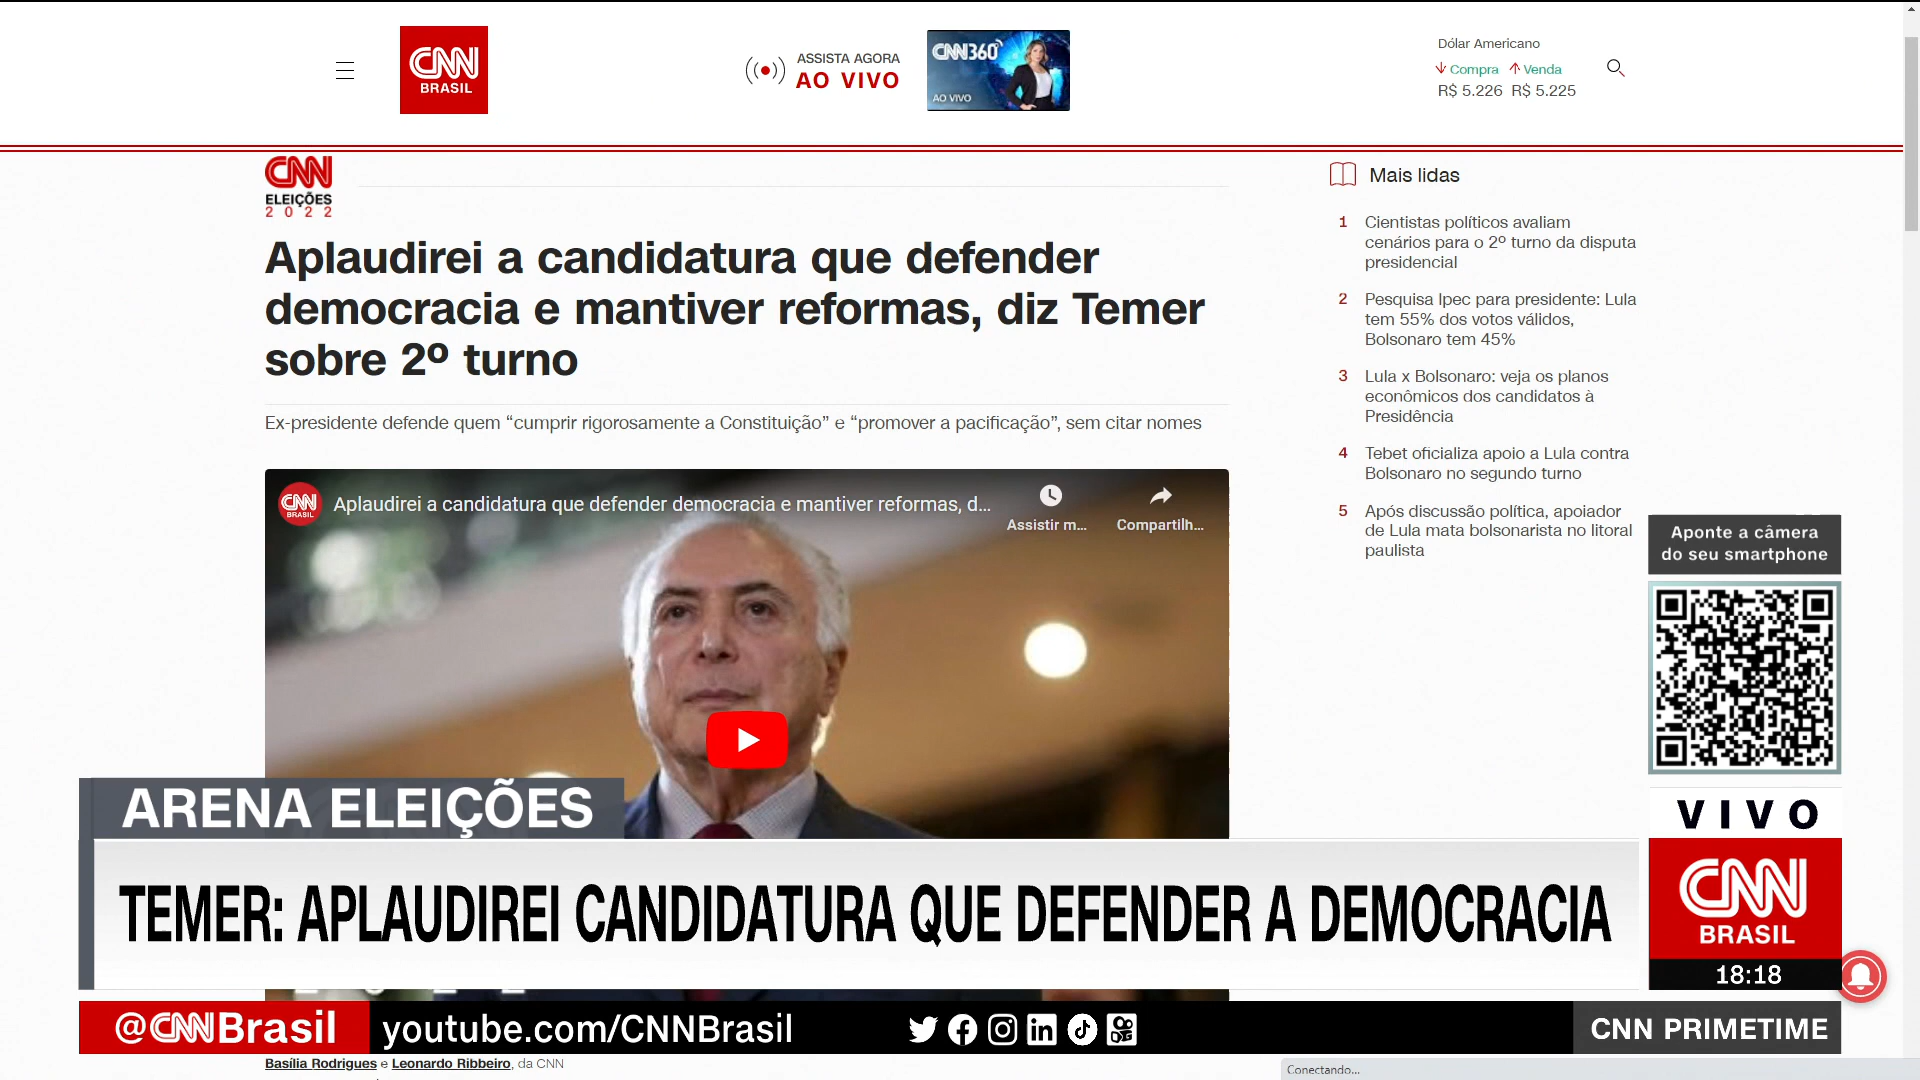 CNN
BRASIL
ASSISTA AGORA
AO VIVO
CNN360
AO VIVO
Dólar Americano
Compra Venda
R$ 5.226 R$ 5.225
CNN
ELEIÇÕES
2022
Aplaudirei a candidatura que defender
democracia e mantiver reformas, diz Temer
sobre 2º turno
Ex-presidente defende quem “cumprir rigorosamente a Constituição” e “promover a pacificação”, sem citar nomes
CNN
BRASIL
Aplaudirei a candidatura que defender democracia e mantiver reformas, d...
Assistir m...
Compartilh...
Mais lidas
1 Cientistas políticos avaliam
cenários para o 2º turno da disputa
presidencial
2 Pesquisa Ipec para presidente: Lula
tem 55% dos votos válidos,
Bolsonaro tem 45%
3 Lula x Bolsonaro: veja os planos
econômicos dos candidatos à
Presidência
4 Tebet oficializa apoio a Lula contra
Bolsonaro no segundo turno
5 Após discussão política, apoiador
de Lula mata bolsonarista no litoral
paulista
Aponte a câmera
do seu smartphone
ARENA ELEIÇÕES
TEMER: APLAUDIREI CANDIDATURA QUE DEFENDER A DEMOCRACIA
VIVO
CNN
BRASIL
18:18
@CNNBrasil youtube.com/CNNBrasil
CNN PRIMETIME
Basília Rodrigues e Leonardo Ribbeiro, da CNN
Conectando...